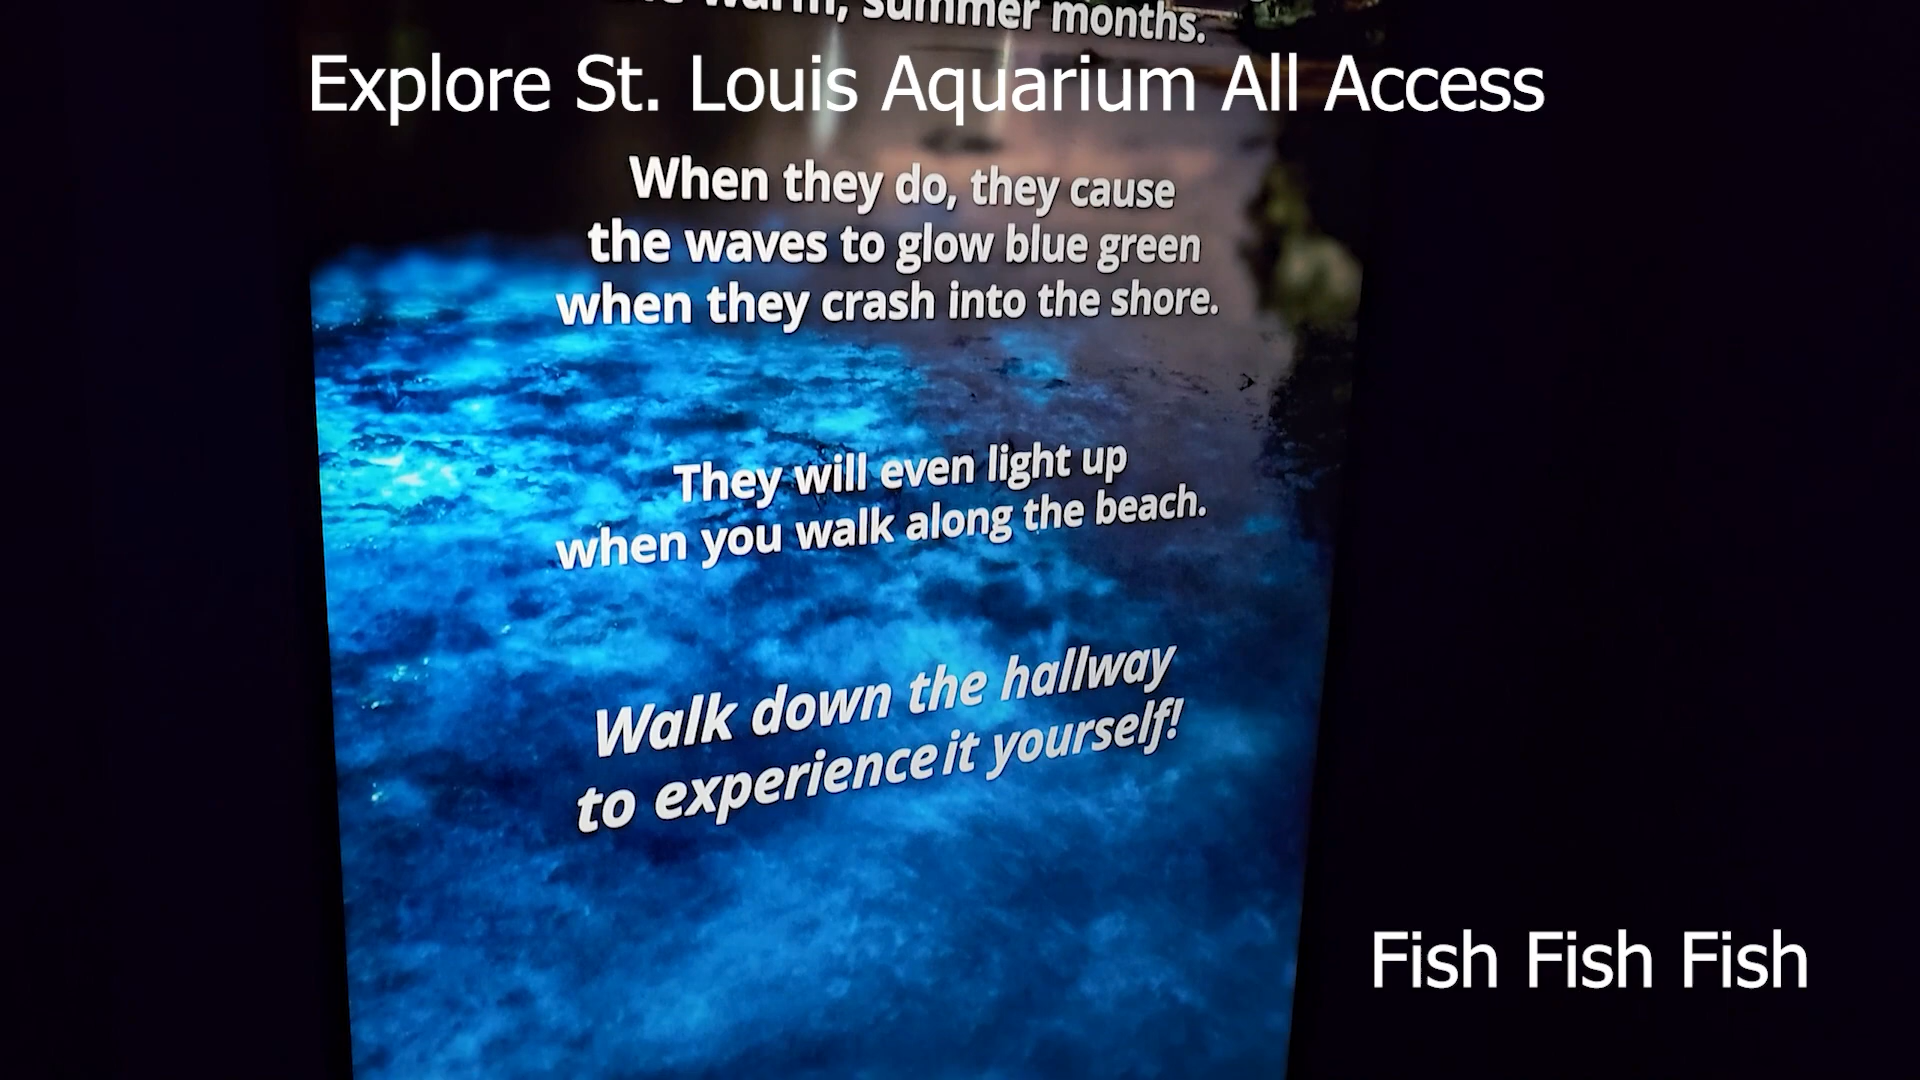 summer months.
Explore St. Louis Aquarium All Access
When they do, they cause
the waves to glow blue green
when they crash into the shore.
They will even light up
when you walk along the beach.
Walk down the hallway
to experience it yourself!
Fish Fish Fish